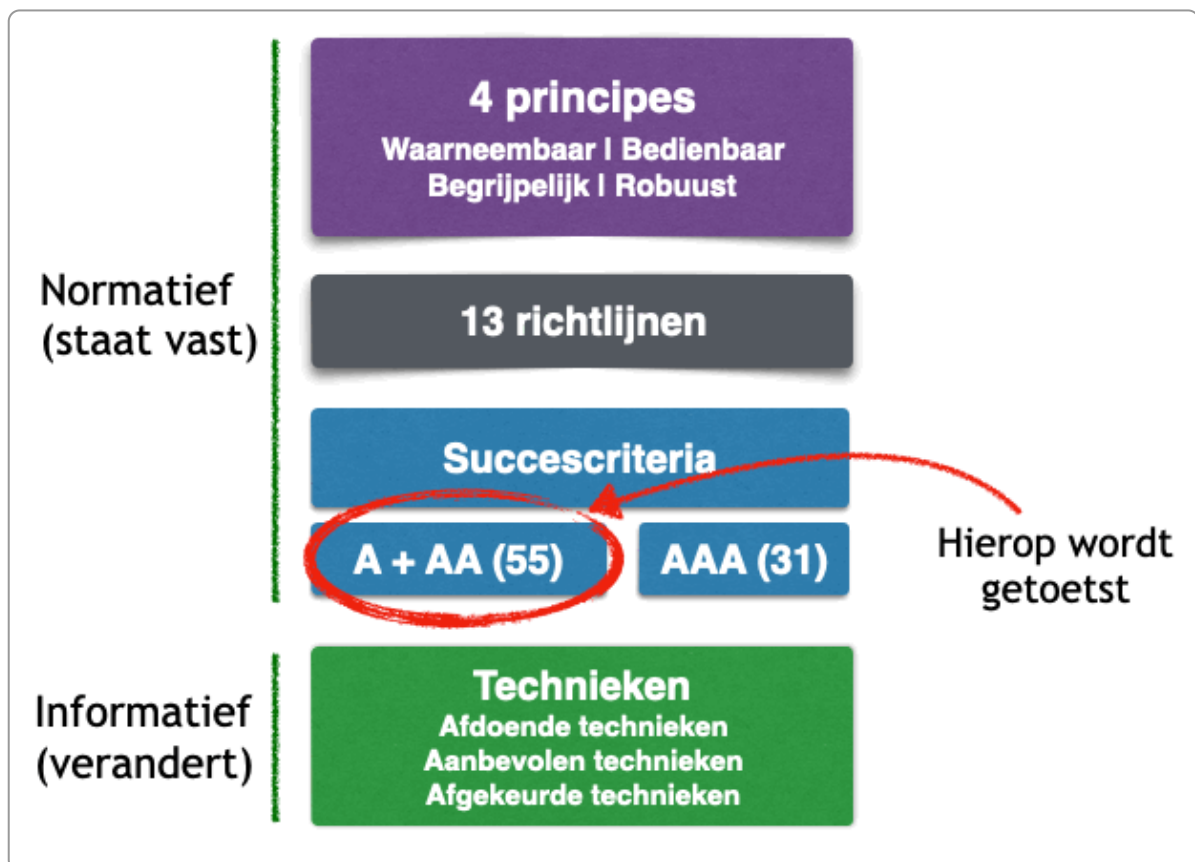 4 principes
Waarneembaar | Bedienbaar
Begrijpelijk | Robuust
Normatief
(staat vast)
13 richtlijnen
Succescriteria
A + AA (55)
AAA (31)
Hierop wordt
getoetst
Informatief
(verandert)
Technieken
Afdoende technieken
Aanbevolen technieken
Afgekeurde technieken